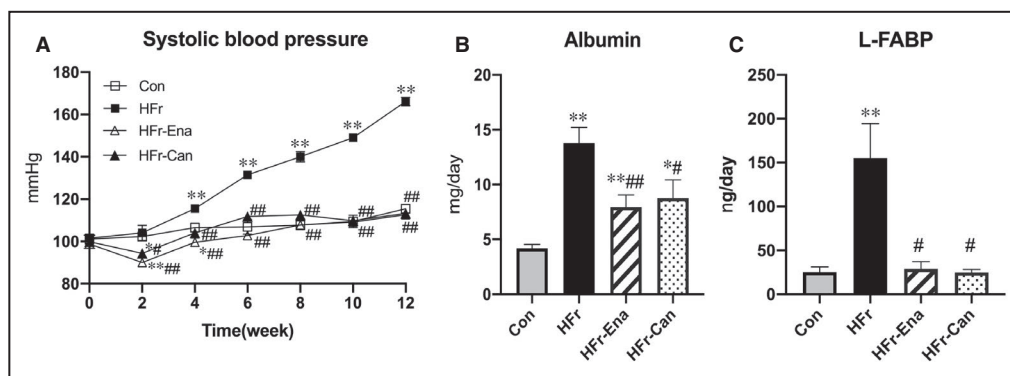 A Systolic blood pressure
Con
HFr
HFr-Ena
HFr-Can
mmHg
180
160
140
120
100
80
** ** ** ** **
## ## ## ##
*# ## ## ## ## ##
**## *##
0 2 4 6 8 10 12
Time(week)
B Albumin
mg/day
20
15
10
5
0
**
**##
*#
Con HFr HFr-Ena HFr-Can
C L-FABP
ng/day
250
200
150
100
50
0
**
# #
Con HFr HFr-Ena HFr-Can